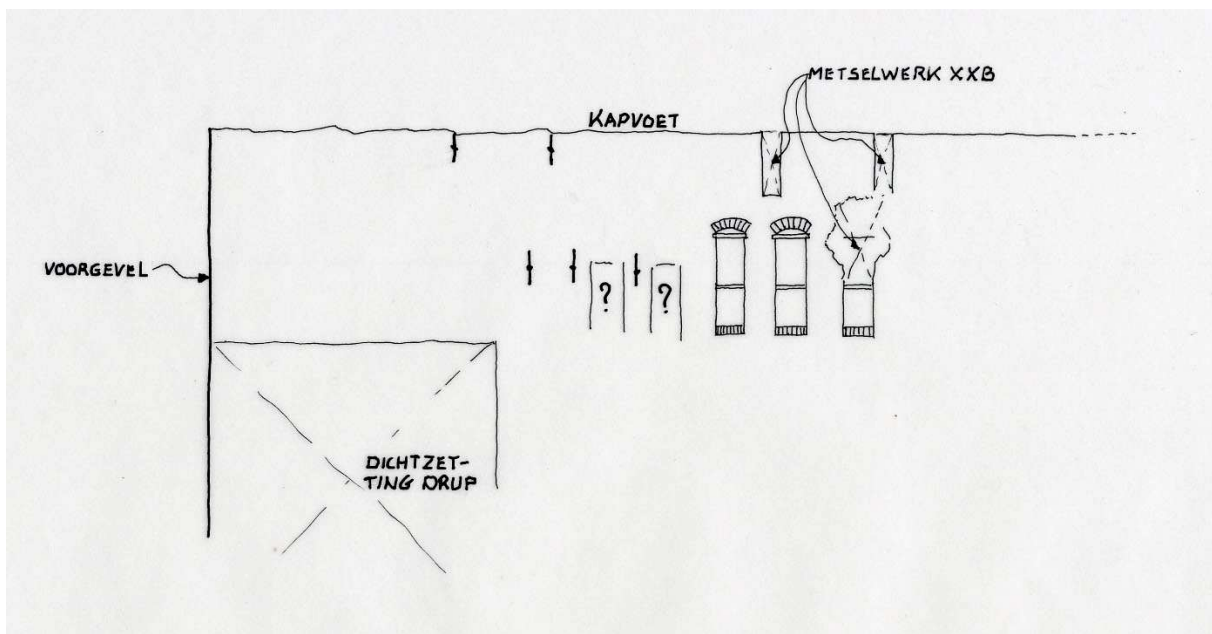 METSELWERK XXB
KAPVOET
VOORGEVEL
?
?
DICHTZET-
TING DRUP